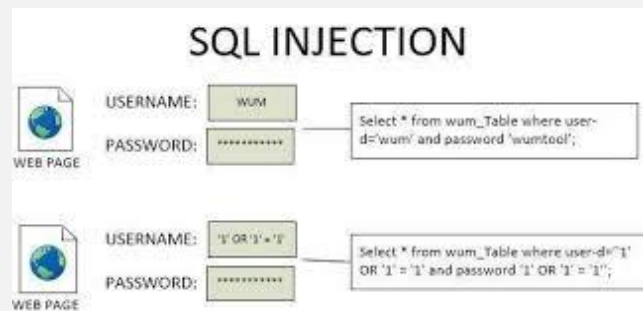 SQL INJECTION
USERNAME: WUM
PASSWORD: ***********
WEB PAGE
Select * from wum_Table where user-
d='wum' and password 'wumtool';
USERNAME: '1' OR '1' = '1'
PASSWORD: ***********
WEB PAGE
Select * from wum_Table where user-d=''1'
OR '1' = '1' and password '1' OR '1' = '1'';